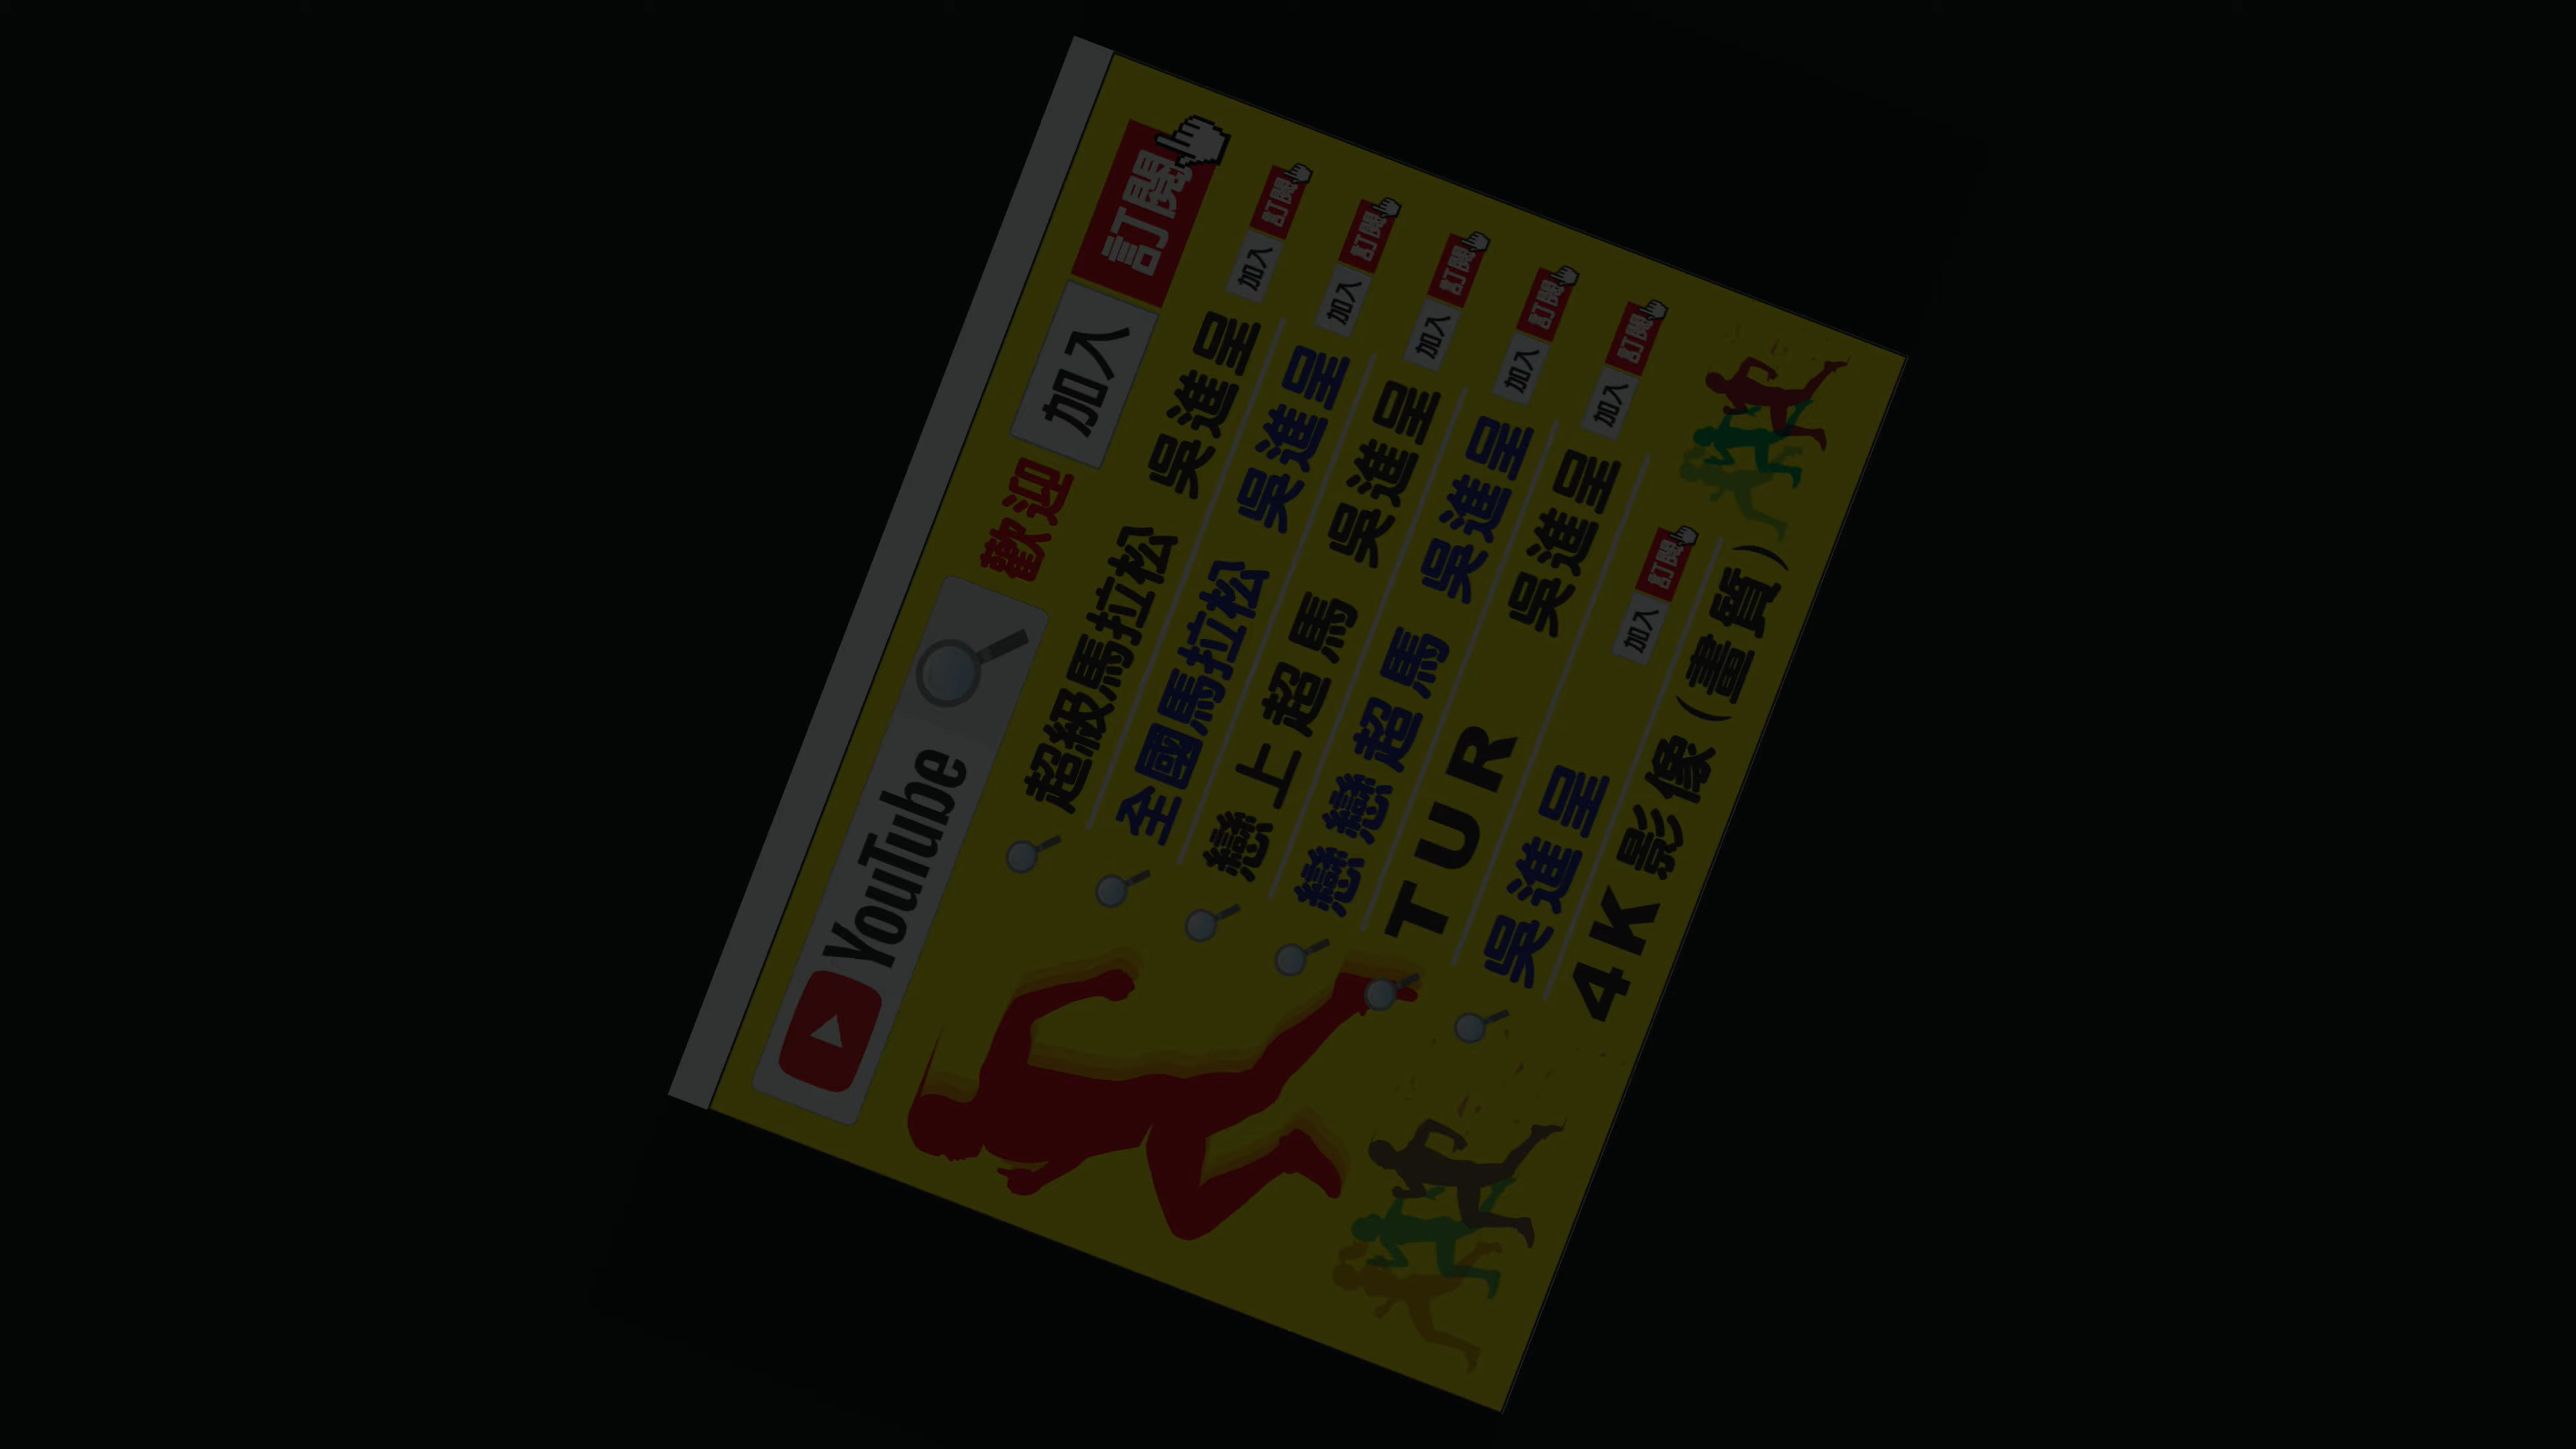 YouTube 歡迎 加入 訂閱
超級馬拉松 吳進呈 加入 訂閱
全國馬拉松 吳進呈 加入 訂閱
戀上超馬 吳進呈 加入 訂閱
戀戀超馬 吳進呈 加入 訂閱
TUR 吳進呈 加入 訂閱
吳進呈 加入 訂閱
4K影像(畫質)